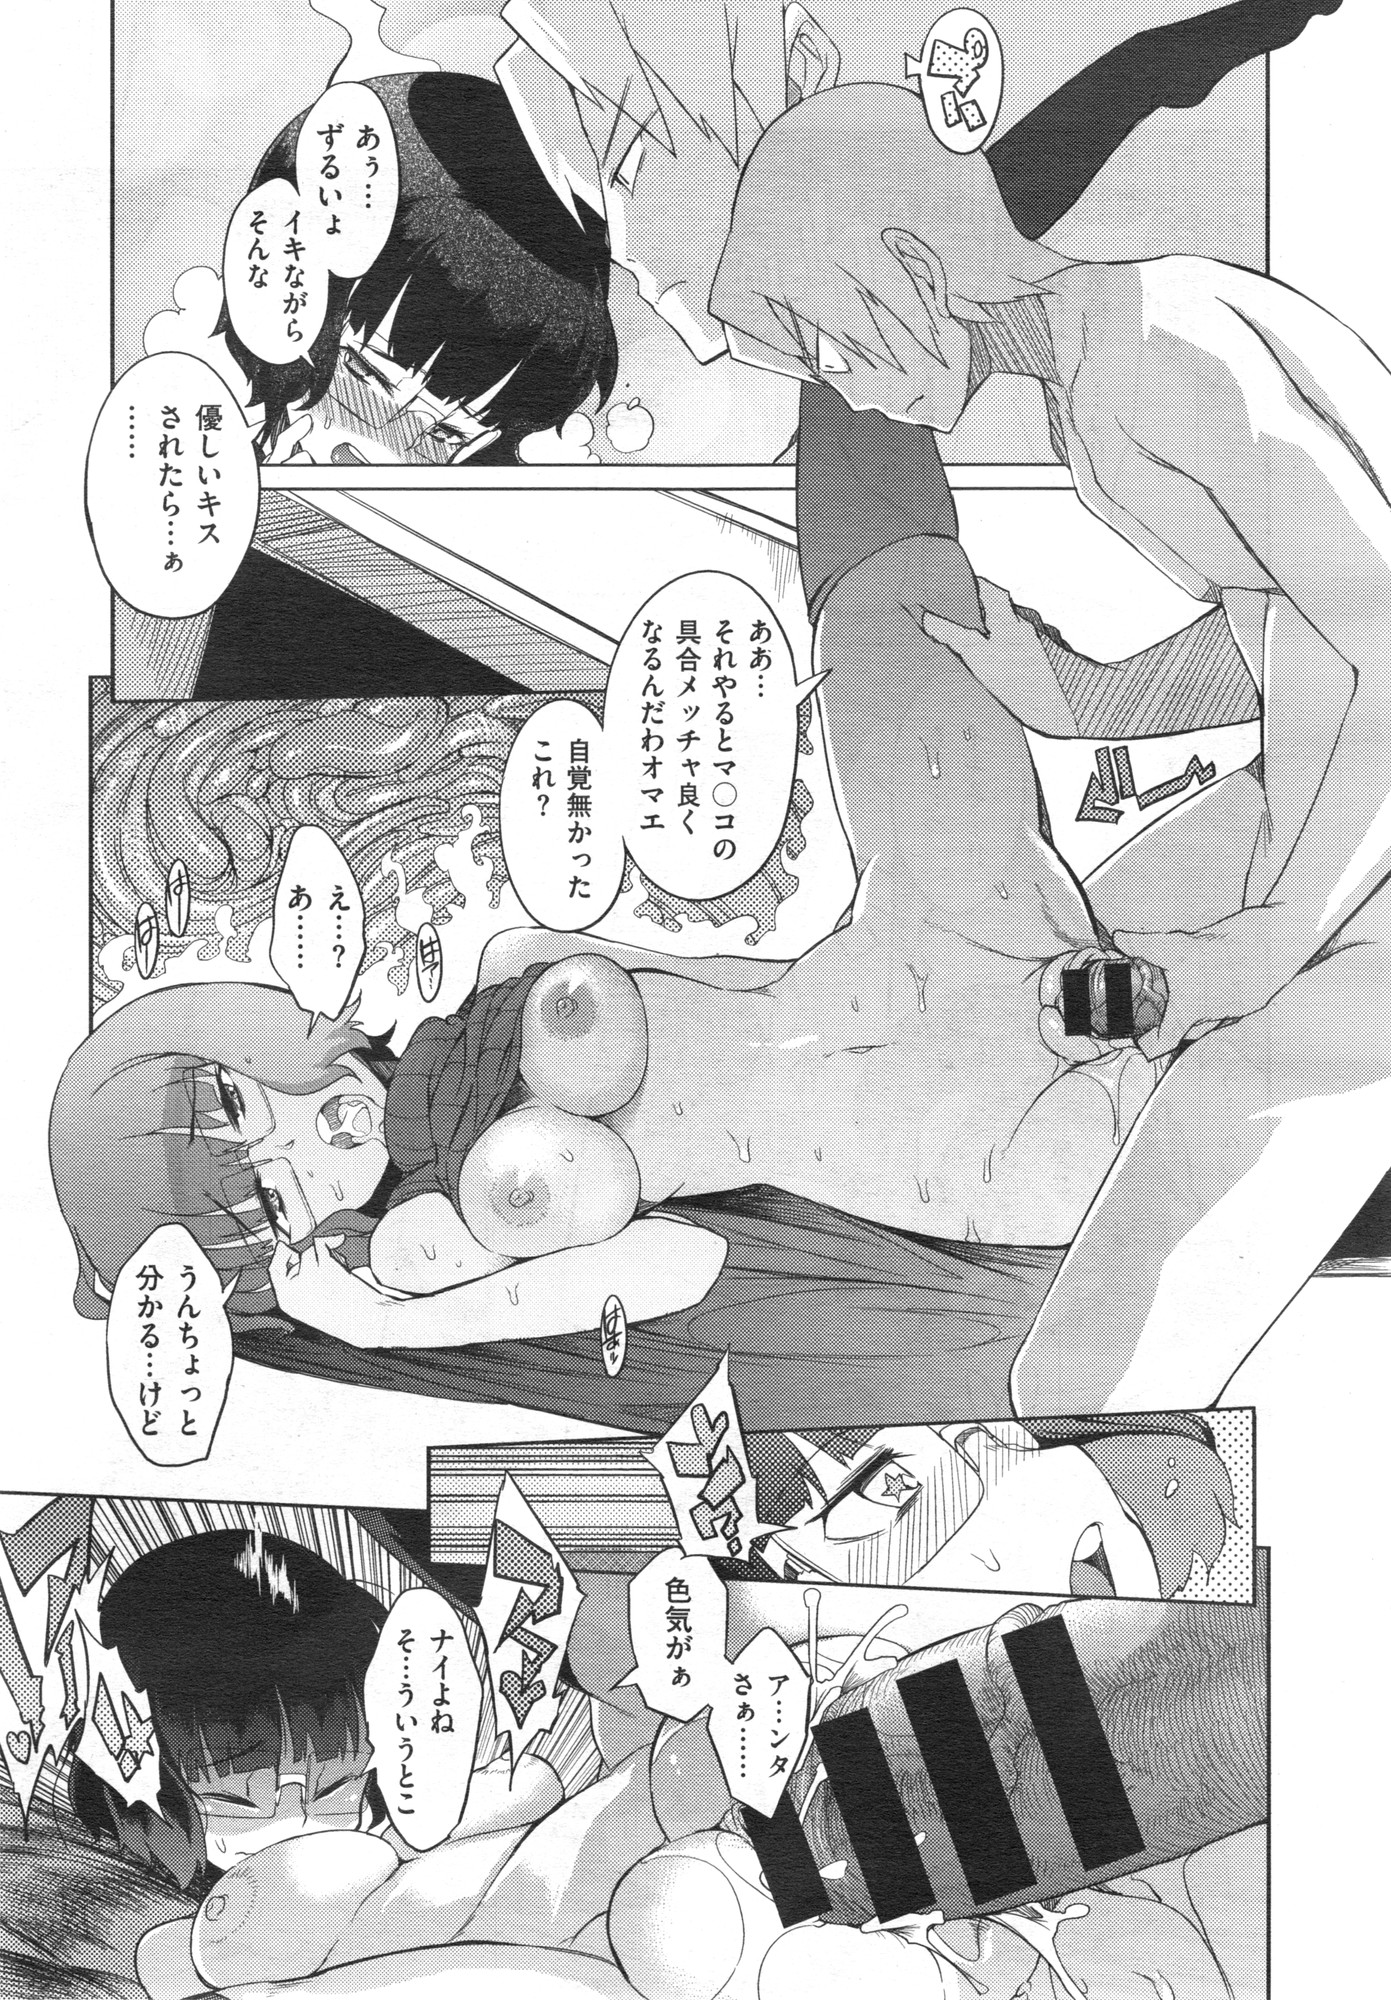 あぅ…
ずるいょ
イキながら
そんな
優しいキス
されたら…ぁ
……
ああ…
それやるとマ〇コの
具合メッチャ良く
なるんだわオマエ
自覚無かった
これ？
え…？
あ……
うんちょっと
分かる…けど
ア…ンタ
さぁ……
色気がぁ
ナイよね
そ…ういうとこ